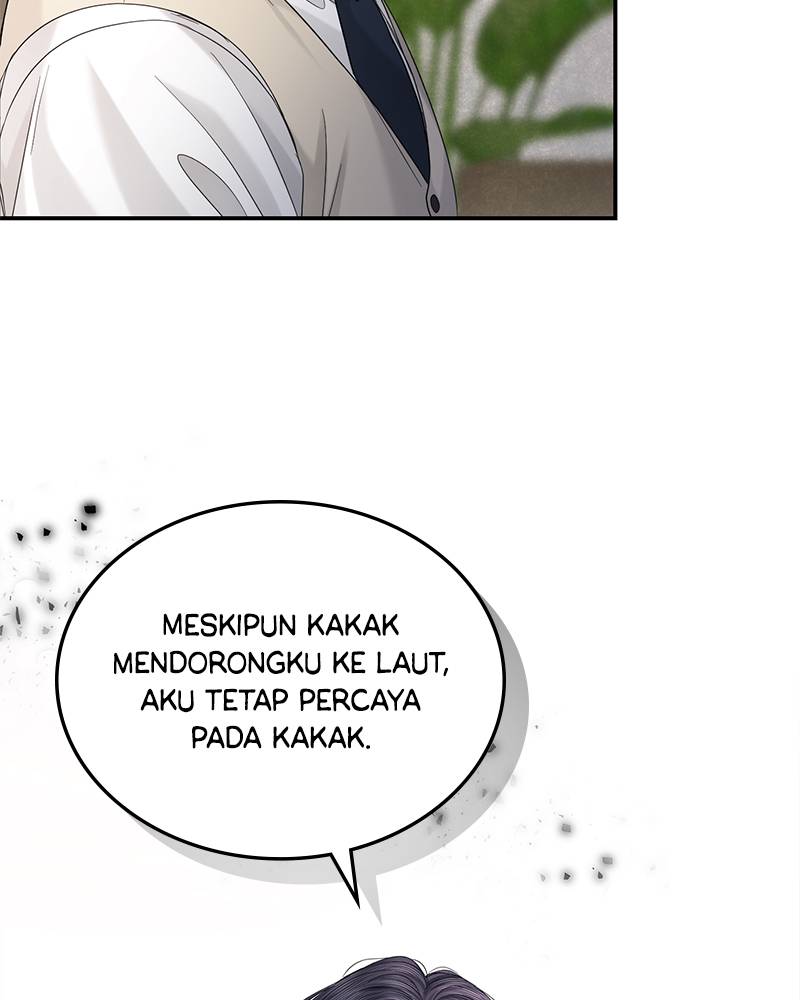 MESKIPUN KAKAK
MENDORONGKU KE LAUT,
AKU TETAP PERCAYA
PADA KAKAK.